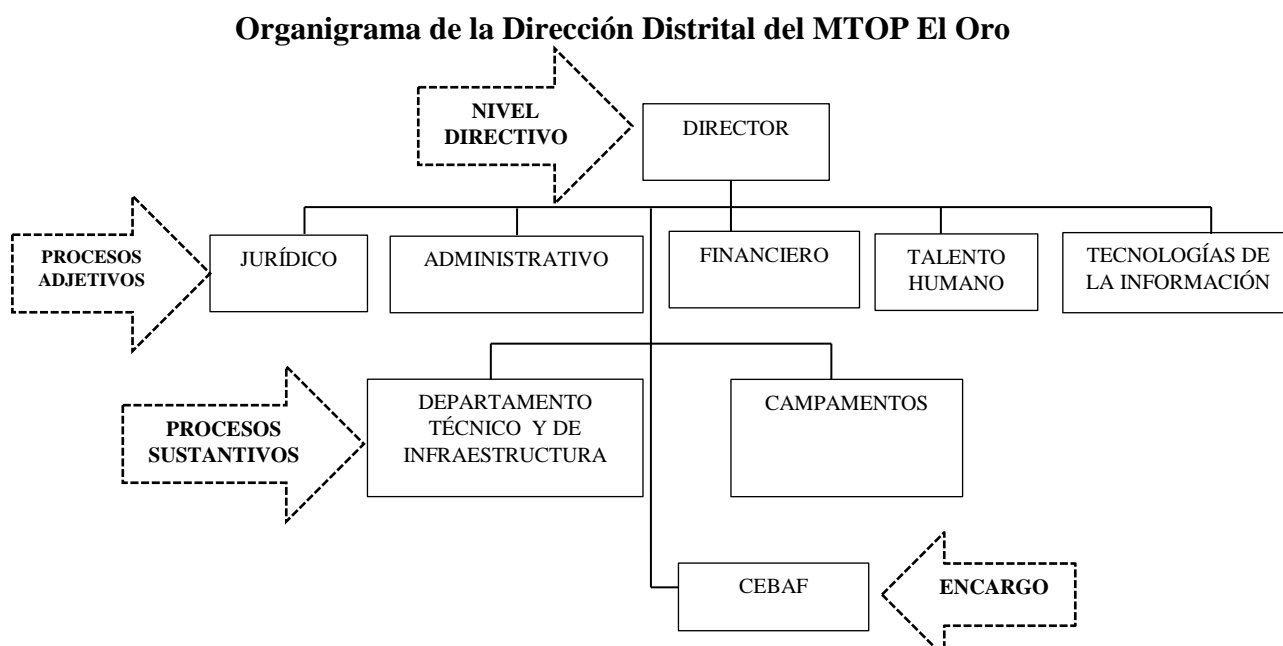 Organigrama de la Dirección Distrital del MTOP El Oro
NIVEL
DIRECTIVO
DIRECTOR
PROCESOS
ADJETIVOS
JURÍDICO
ADMINISTRATIVO
FINANCIERO
TALENTO
HUMANO
TECNOLOGÍAS DE
LA INFORMACIÓN
PROCESOS
SUSTANTIVOS
DEPARTAMENTO
TÉCNICO Y DE
INFRAESTRUCTURA
CAMPAMENTOS
CEBAF
ENCARGO